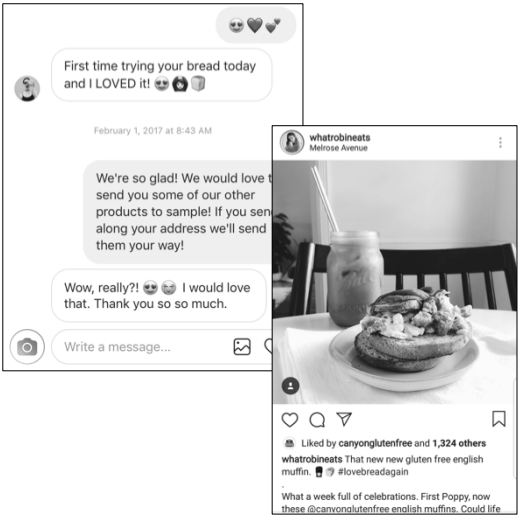 First time trying your bread today
and I LOVED it! 😍👩🏿‍🦱🍞
February 1, 2017 at 8:43 AM
We're so glad! We would love
send you some of our other
products to sample! If you
along your address we'll send
them your way!
Wow, really?! 😍😁 I would love
that. Thank you so so much.
Write a message...
whatrobineats
Melrose Avenue
Liked by canyonglutenfree and 1,324 others
whatrobineats That new new gluten free english
muffin. #lovebreadagain
.
What a week full of celebrations. First Poppy, now
these @canyonglutenfree english muffins. Could life